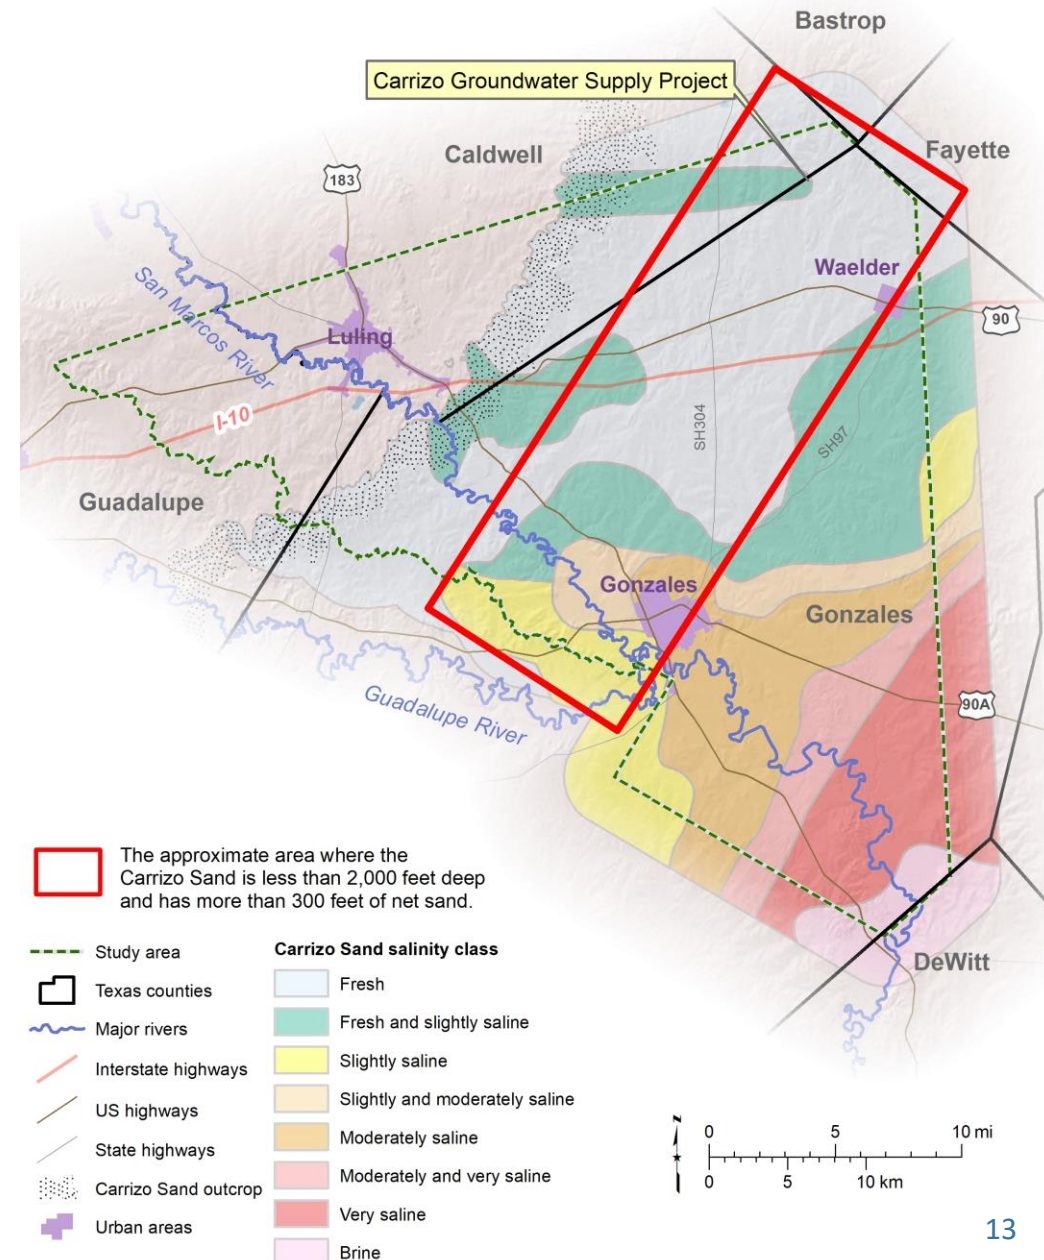 Bastrop
Carrizo Groundwater Supply Project
Caldwell
Fayette
183
Waelder
San Marcos River
90
Luling
I-10
SH304
SH97
Guadalupe
Gonzales
Gonzales
Guadalupe River
90A
DeWitt
The approximate area where the
Carrizo Sand is less than 2,000 feet deep
and has more than 300 feet of net sand.
Study area
Texas counties
Major rivers
Interstate highways
US highways
State highways
Carrizo Sand outcrop
Urban areas
Carrizo Sand salinity class
Fresh
Fresh and slightly saline
Slightly saline
Slightly and moderately saline
Moderately saline
Moderately and very saline
Very saline
Brine
N
0 5 10 mi
0 5 10 km
13